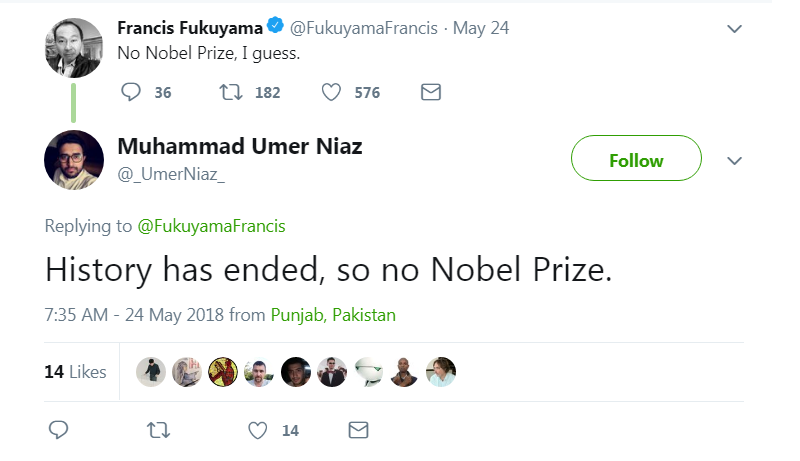 Francis Fukuyama @FukuyamaFrancis · May 24
No Nobel Prize, I guess.
36 182 576
Muhammad Umer Niaz
@_UmerNiaz_
Follow
Replying to @FukuyamaFrancis
History has ended, so no Nobel Prize.
7:35 AM - 24 May 2018 from Punjab, Pakistan
14 Likes
14